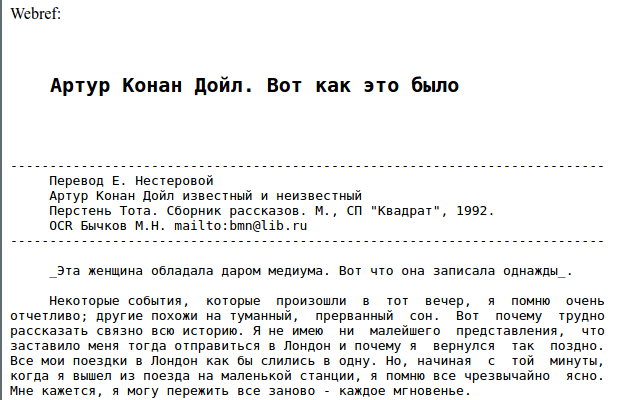 Webref:
Артур Конан Дойл. Вот как это было
----------------------------------------------------------------------------
Перевод Е. Нестеровой
Артур Конан Дойл известный и неизвестный
Перстень Тота. Сборник рассказов. М., СП "Квадрат", 1992.
OCR Бычков М.Н. mailto:bmn@lib.ru
----------------------------------------------------------------------------
_Эта женщина обладала даром медиума. Вот что она записала однажды_.
Некоторые события, которые произошли в тот вечер, я помню очень
отчетливо; другие похожи на туманный, прерванный сон. Вот почему трудно
рассказать связно всю историю. Я не имею ни малейшего представления, что
заставило меня тогда отправиться в Лондон и почему я вернулся так поздно.
Все мои поездки в Лондон как бы слились в одну. Но, начиная с той минуты,
когда я вышел из поезда на маленькой станции, я помню все чрезвычайно ясно.
Мне кажется, я могу пережить все заново - каждое мгновенье.